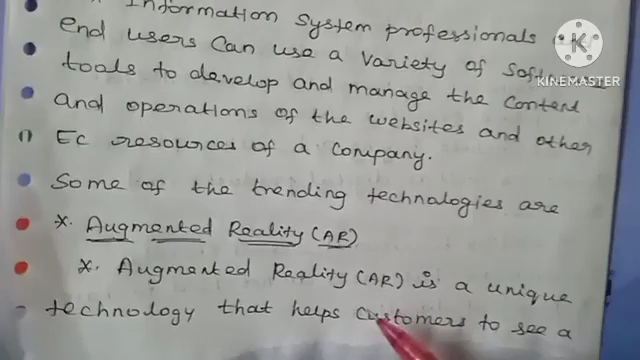 Information System professionals
end users can use a variety of
tools to develop and manage the content
and operations of the websites and other
EC resources of a company.
Some of the trending technologies are
*. Augmented Reality (AR)
*. Augmented Reality (AR) is a unique
technology that helps customers to see a
KINEMASTER